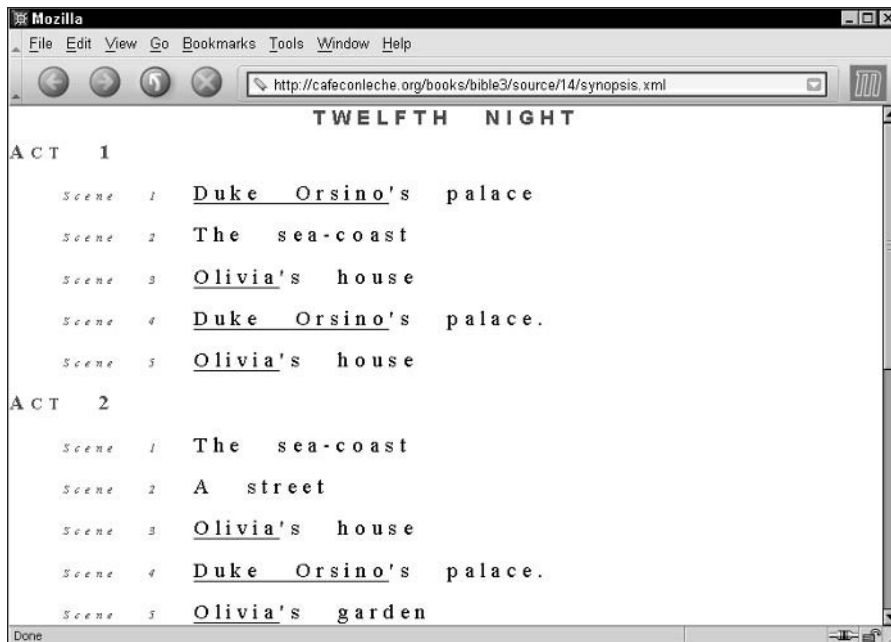 Mozilla
File Edit View Go Bookmarks Tools Window Help
http://cafeconleche.org/books/bible3/source/14/synopsis.xml
TWELFTH NIGHT
ACT 1
Scene 1 Duke Orsino's palace
Scene 2 The sea-coast
Scene 3 Olivia's house
Scene 4 Duke Orsino's palace.
Scene 5 Olivia's house
ACT 2
Scene 1 The sea-coast
Scene 2 A street
Scene 3 Olivia's house
Scene 4 Duke Orsino's palace.
Scene 5 Olivia's garden
Done